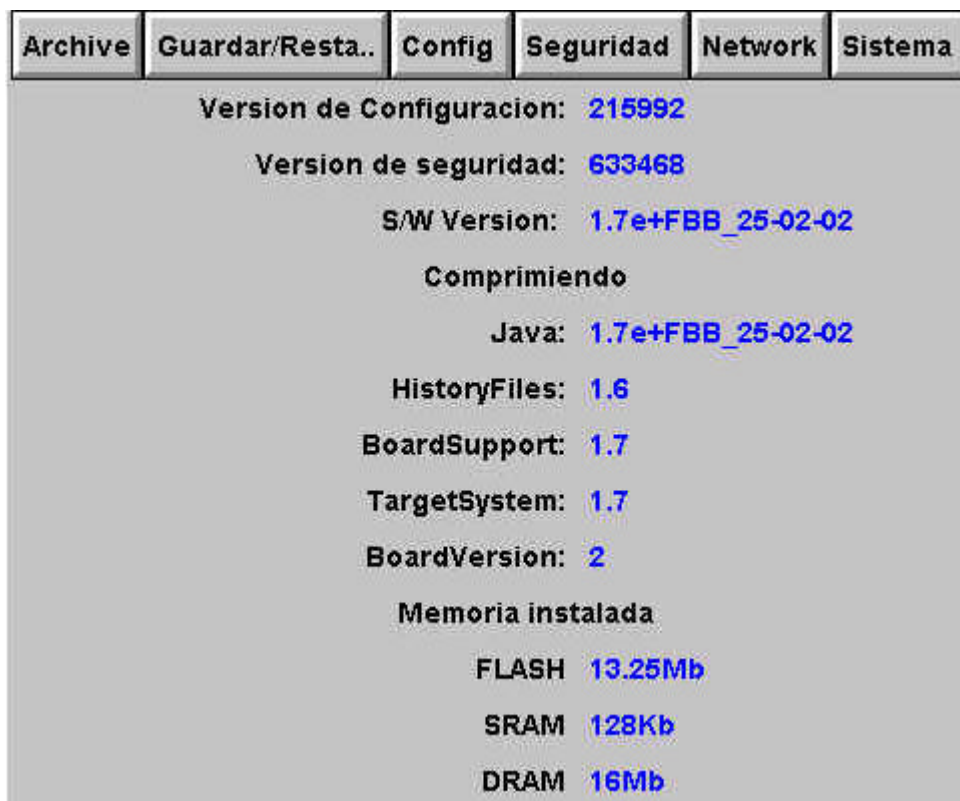 Archive Guardar/Resta.. Config Seguridad Network Sistema
Version de Configuracion: 215992
Version de seguridad: 633468
S/W Version: 1.7e+FBB_25-02-02
Comprimiendo
Java: 1.7e+FBB_25-02-02
HistoryFiles: 1.6
BoardSupport: 1.7
TargetSystem: 1.7
BoardVersion: 2
Memoria instalada
FLASH 13.25Mb
SRAM 128Kb
DRAM 16Mb